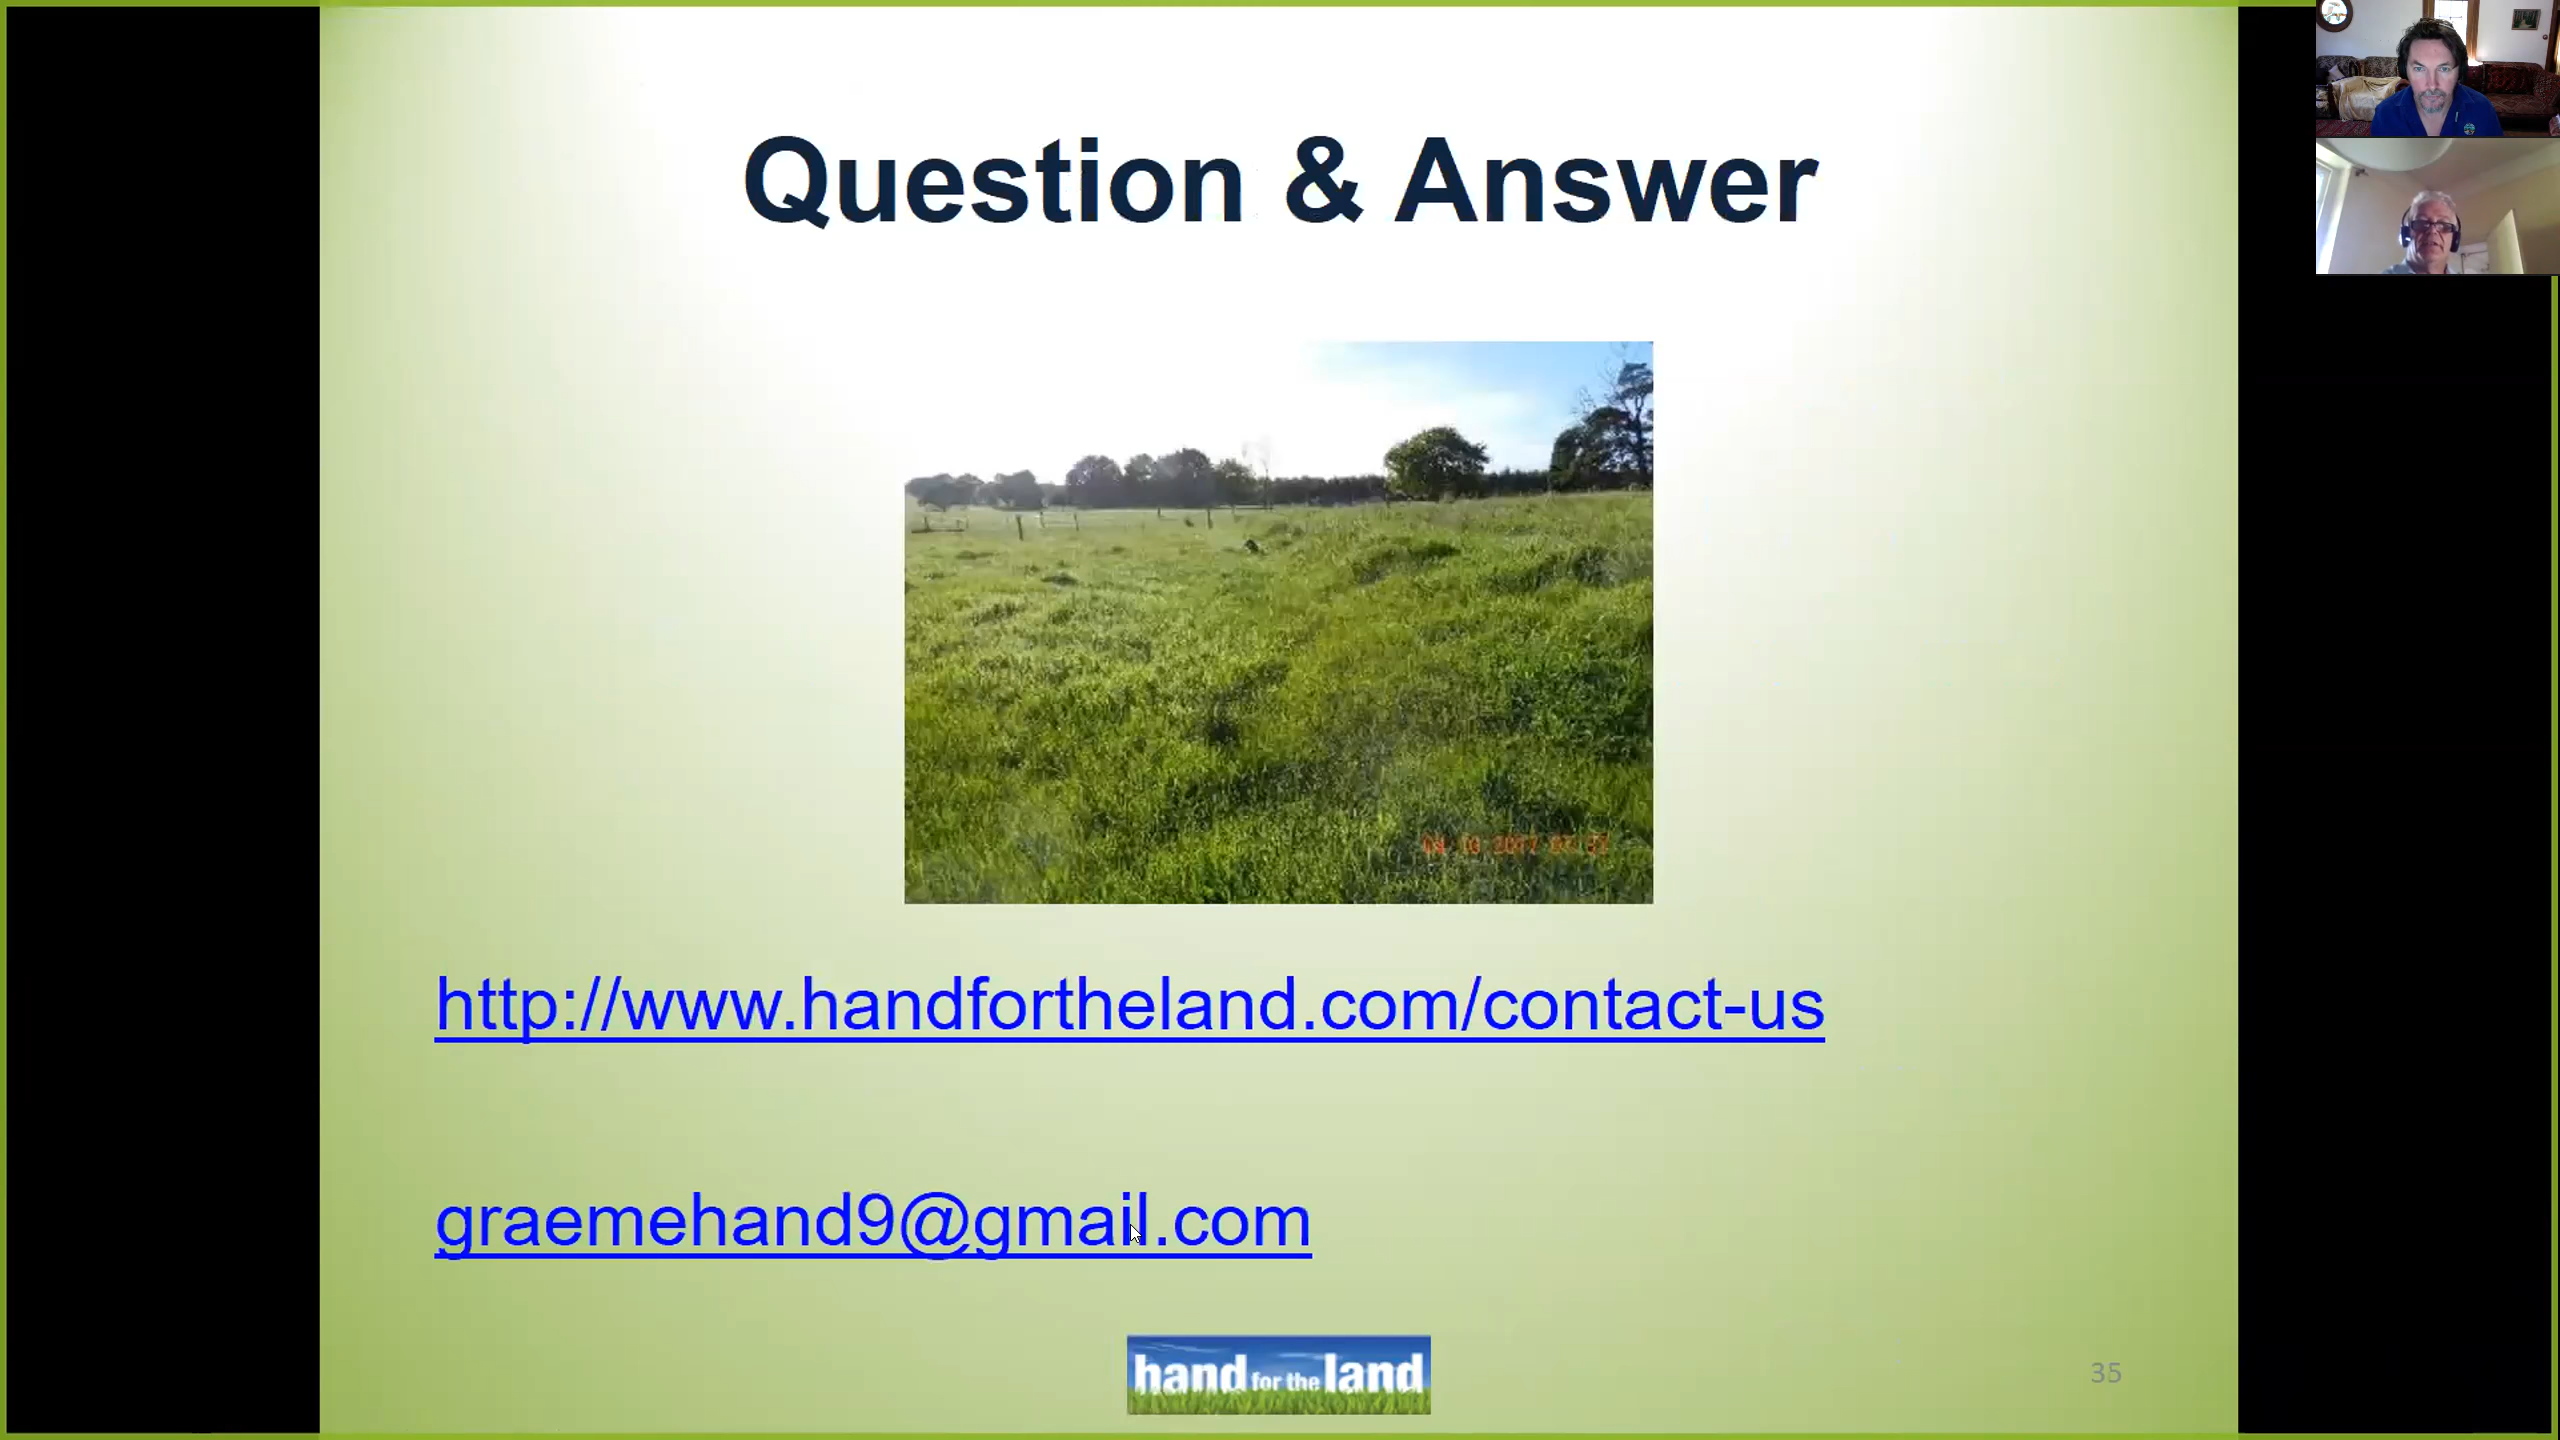 Question & Answer
http://www.handfortheland.com/contact-us
graemehand9@gmail.com
hand for the land
35